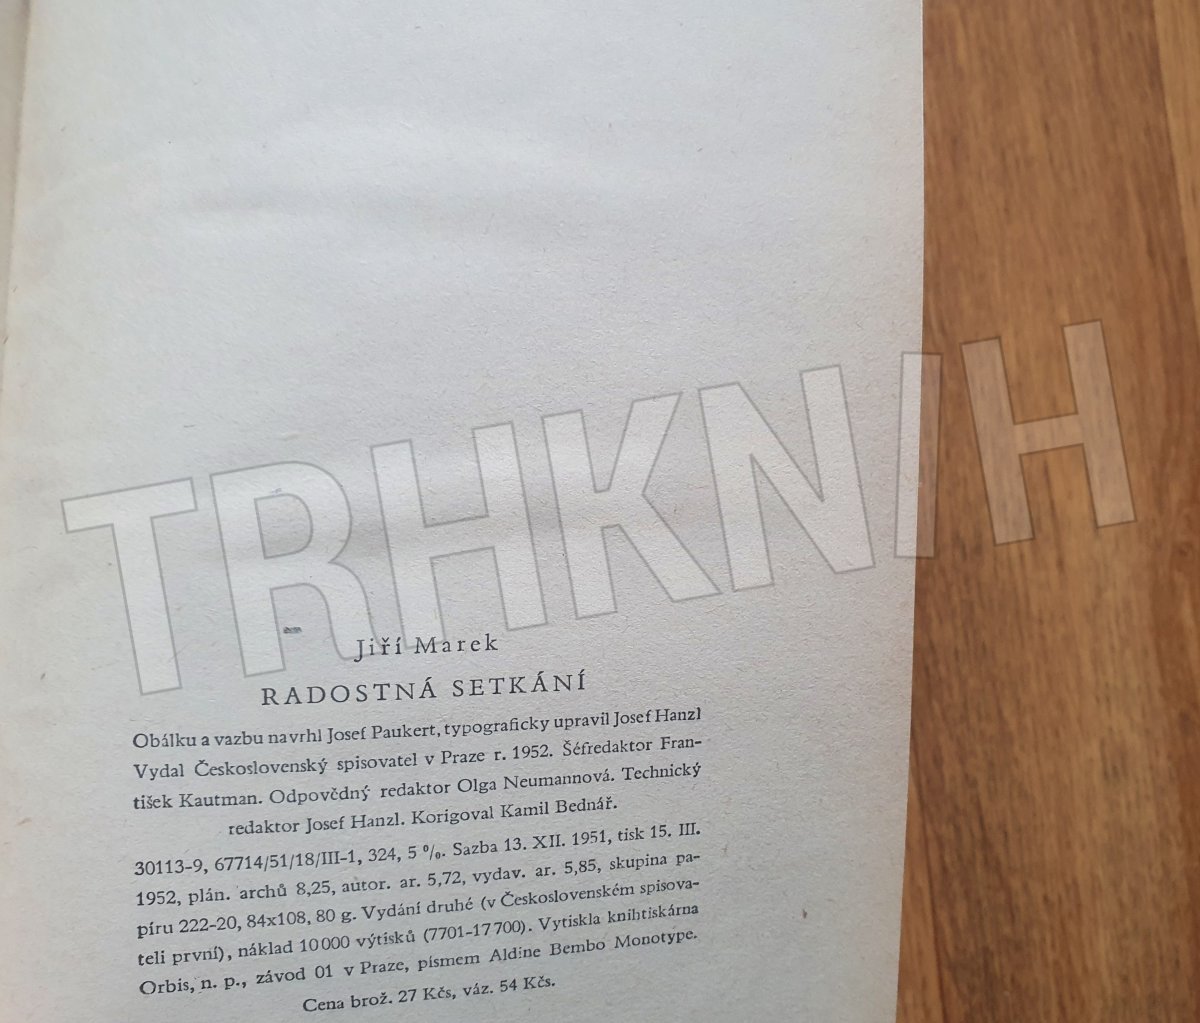 TRHKNIH
Jiří Marek
RADOSTNÁ SETKÁNÍ
Obálku a vazbu navrhl Josef Paukert, typograficky upravil Josef Hanzl
Vydal Československý spisovatel v Praze r. 1952. Šéfredaktor Fran-
tišek Kautman. Odpovědný redaktor Olga Neumannová. Technický
redaktor Josef Hanzl. Korigoval Kamil Bednář.
30113-9, 67714/51/18/III-1, 324, 5 %. Sazba 13. XII. 1951, tisk 15. III.
1952, plán. archů 8,25, autor. ar. 5,72, vydav. ar. 5,85, skupina pa-
píru 222-20, 84x108, 80 g. Vydání druhé (v Československém spisova-
teli první), náklad 10000 výtisků (7701-17700). Vytiskla knihtiskárna
Orbis, n. p., závod 01 v Praze, písmem Aldine Bembo Monotype.
Cena brož. 27 Kčs, váz. 54 Kčs.